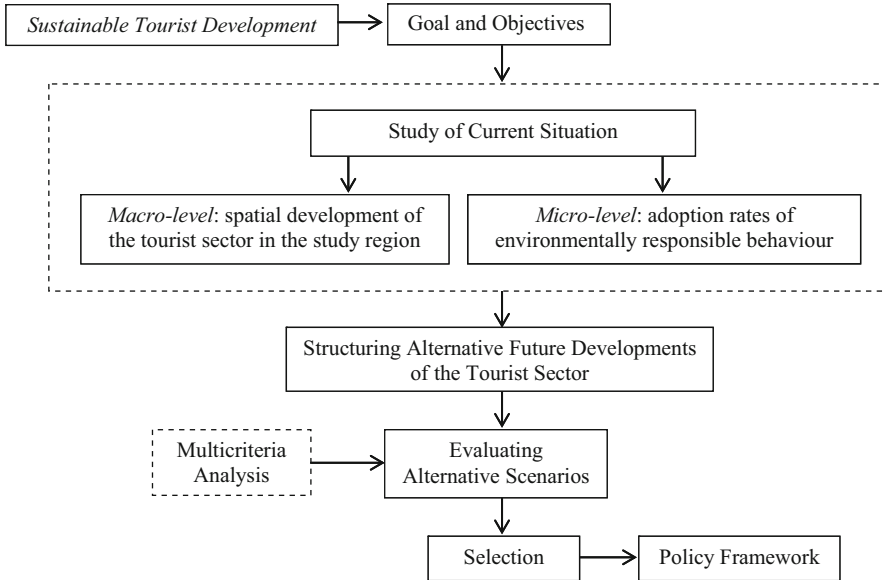 Sustainable Tourist Development
Goal and Objectives
Study of Current Situation
Macro-level: spatial development of
the tourist sector in the study region
Micro-level: adoption rates of
environmentally responsible behaviour
Structuring Alternative Future Developments
of the Tourist Sector
Multicriteria
Analysis
Evaluating
Alternative Scenarios
Selection
Policy Framework